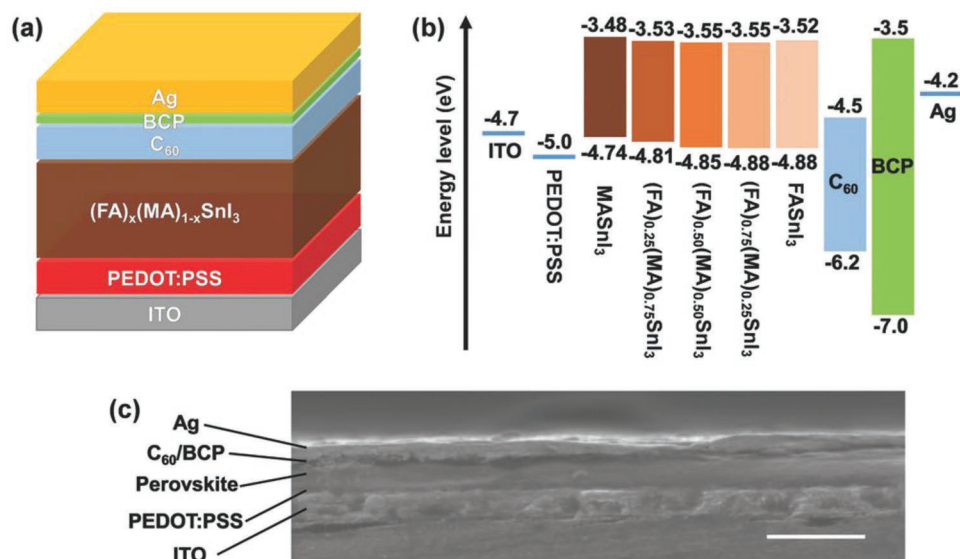 (a)
Ag
BCP
C₆₀
(FA)ₓ(MA)₁₋ₓSnI₃
PEDOT:PSS
ITO
(b)
Energy level (eV)
-4.7
ITO
-5.0
PEDOT:PSS
-3.48
-4.74
MASnI₃
-3.53
-4.81
(FA)₀.₂₅(MA)₀.₇₅SnI₃
-3.55
-4.85
(FA)₀.₅₀(MA)₀.₅₀SnI₃
-3.55
-4.88
(FA)₀.₇₅(MA)₀.₂₅SnI₃
-3.52
-4.88
FASnI₃
-4.5
C₆₀
-6.2
-3.5
BCP
-7.0
-4.2
Ag
(c)
Ag
C₆₀/BCP
Perovskite
PEDOT:PSS
ITO